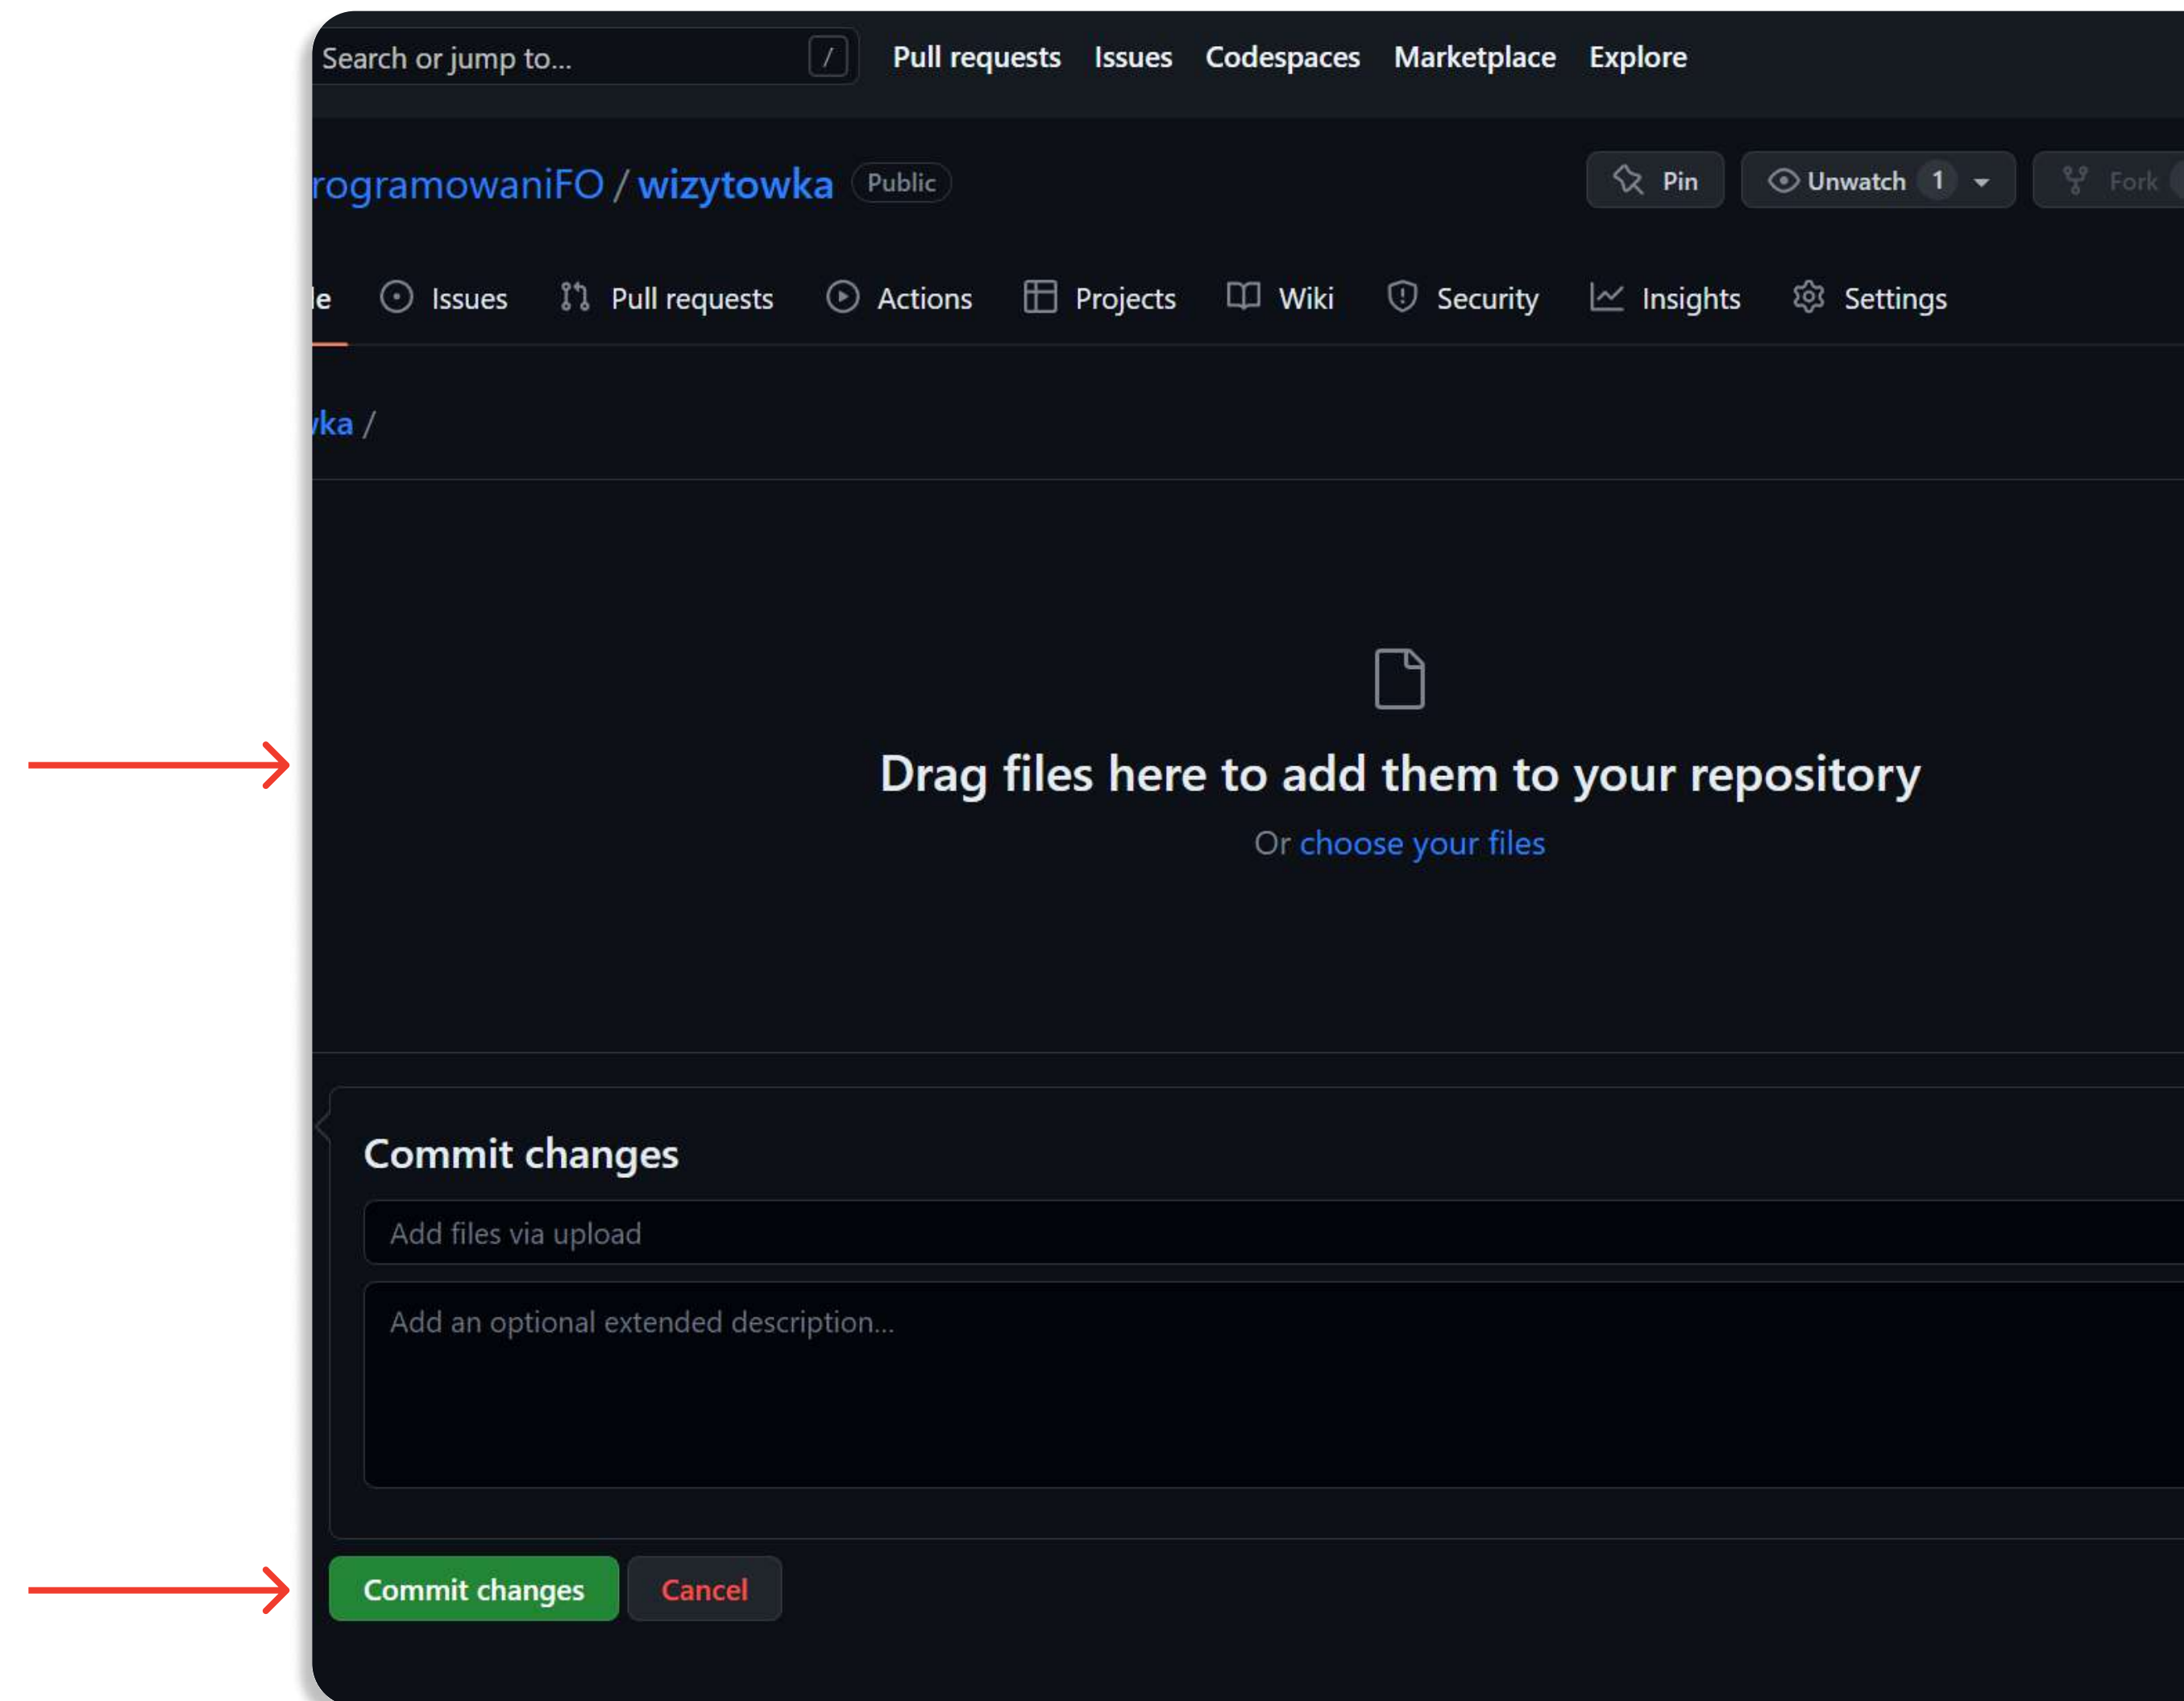 Search or jump to... / Pull requests Issues Codespaces Marketplace Explore
rogramowaniFO / wizytowka Public Pin Unwatch 1 Fork
le Issues Pull requests Actions Projects Wiki Security Insights Settings
ka /
Drag files here to add them to your repository
Or choose your files
Commit changes
Add files via upload
Add an optional extended description...
Commit changes Cancel